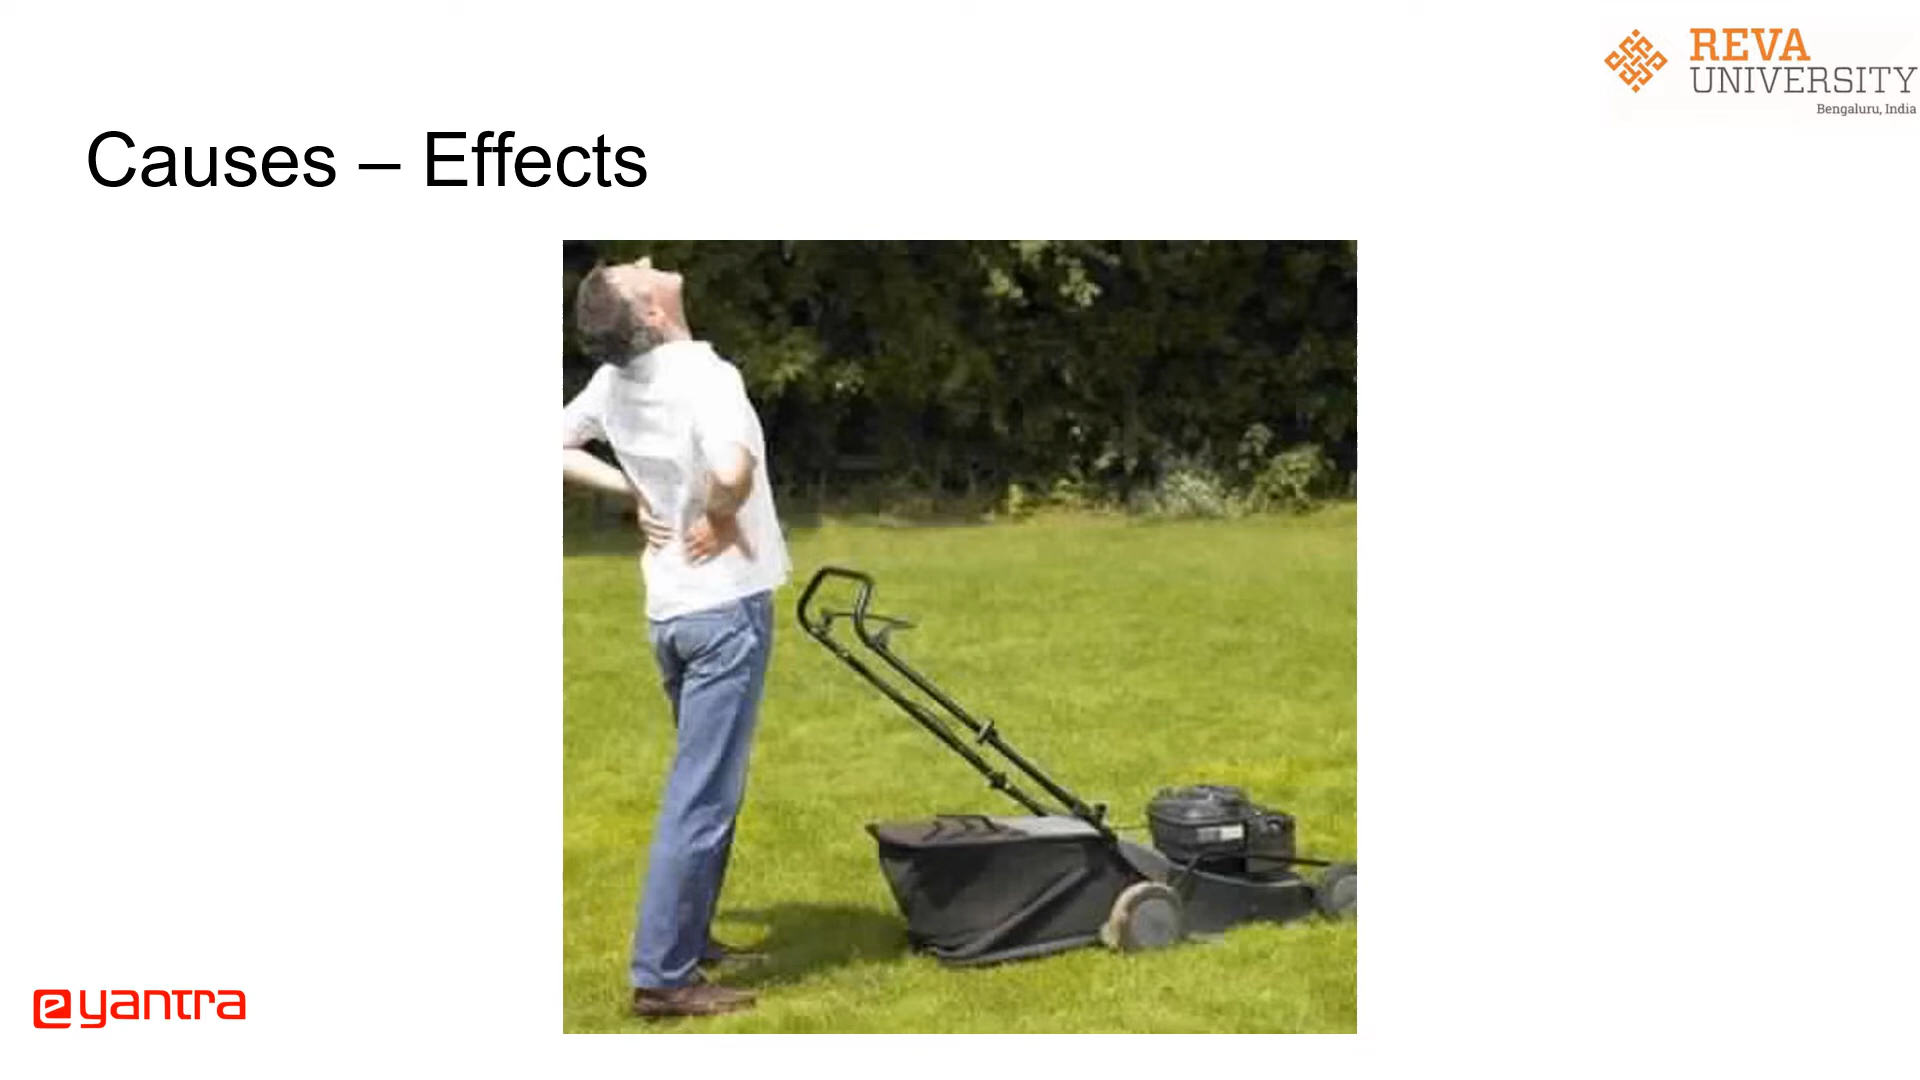 REVA
UNIVERSITY
Bengaluru, India
Causes – Effects
eyantra